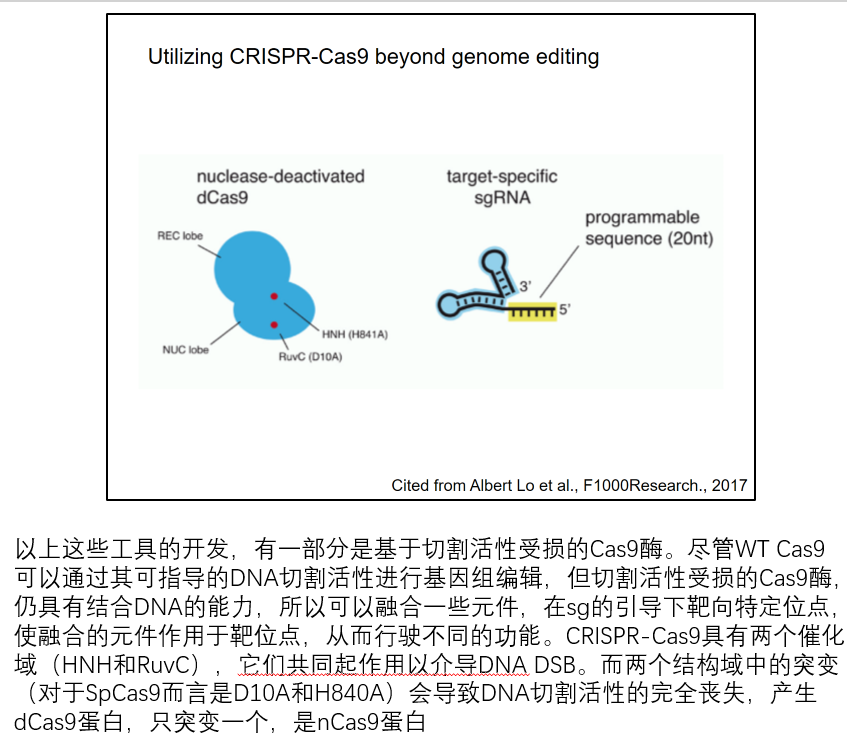 Utilizing CRISPR-Cas9 beyond genome editing
nuclease-deactivated
dCas9
target-specific
sgRNA
programmable
sequence (20nt)
REC lobe
3'
5'
HNH (H841A)
NUC lobe
RuvC (D10A)
Cited from Albert Lo et al., F1000Research., 2017
以上这些工具的开发，有一部分是基于切割活性受损的Cas9酶。尽管WT Cas9
可以通过其可指导的DNA切割活性进行基因组编辑，但切割活性受损的Cas9酶，
仍具有结合DNA的能力，所以可以融合一些元件，在sg的引导下靶向特定位点，
使融合的元件作用于靶位点，从而行驶不同的功能。CRISPR-Cas9具有两个催化
域（HNH和RuvC），它们共同起作用以介导DNA DSB。而两个结构域中的突变
（对于SpCas9而言是D10A和H840A）会导致DNA切割活性的完全丧失，产生
dCas9蛋白，只突变一个，是nCas9蛋白